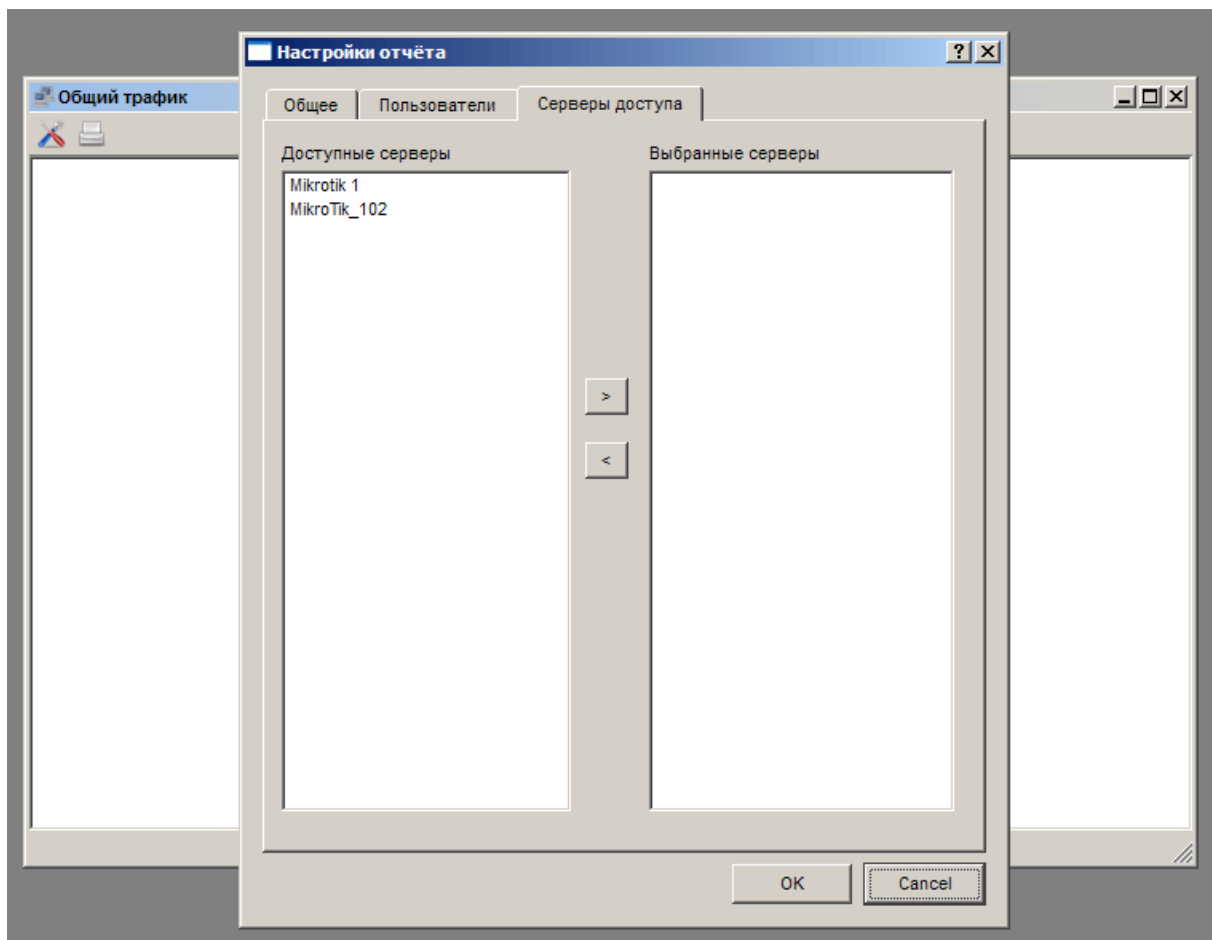 Настройки отчёта
Общий трафик
Общее
Пользователи
Серверы доступа
Доступные серверы
Выбранные серверы
Mikrotik 1
MikroTik_102
>
<
OK
Cancel